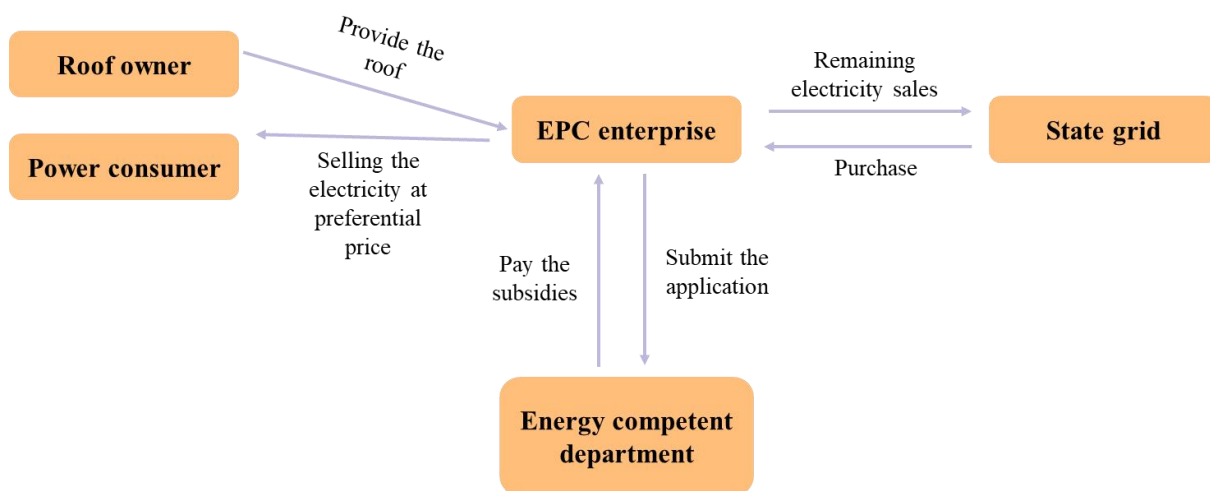 Roof owner
Provide the
roof
Power consumer
Selling the
electricity at
preferential
price
EPC enterprise
Remaining
electricity sales
Purchase
State grid
Pay the
subsidies
Submit the
application
Energy competent
department